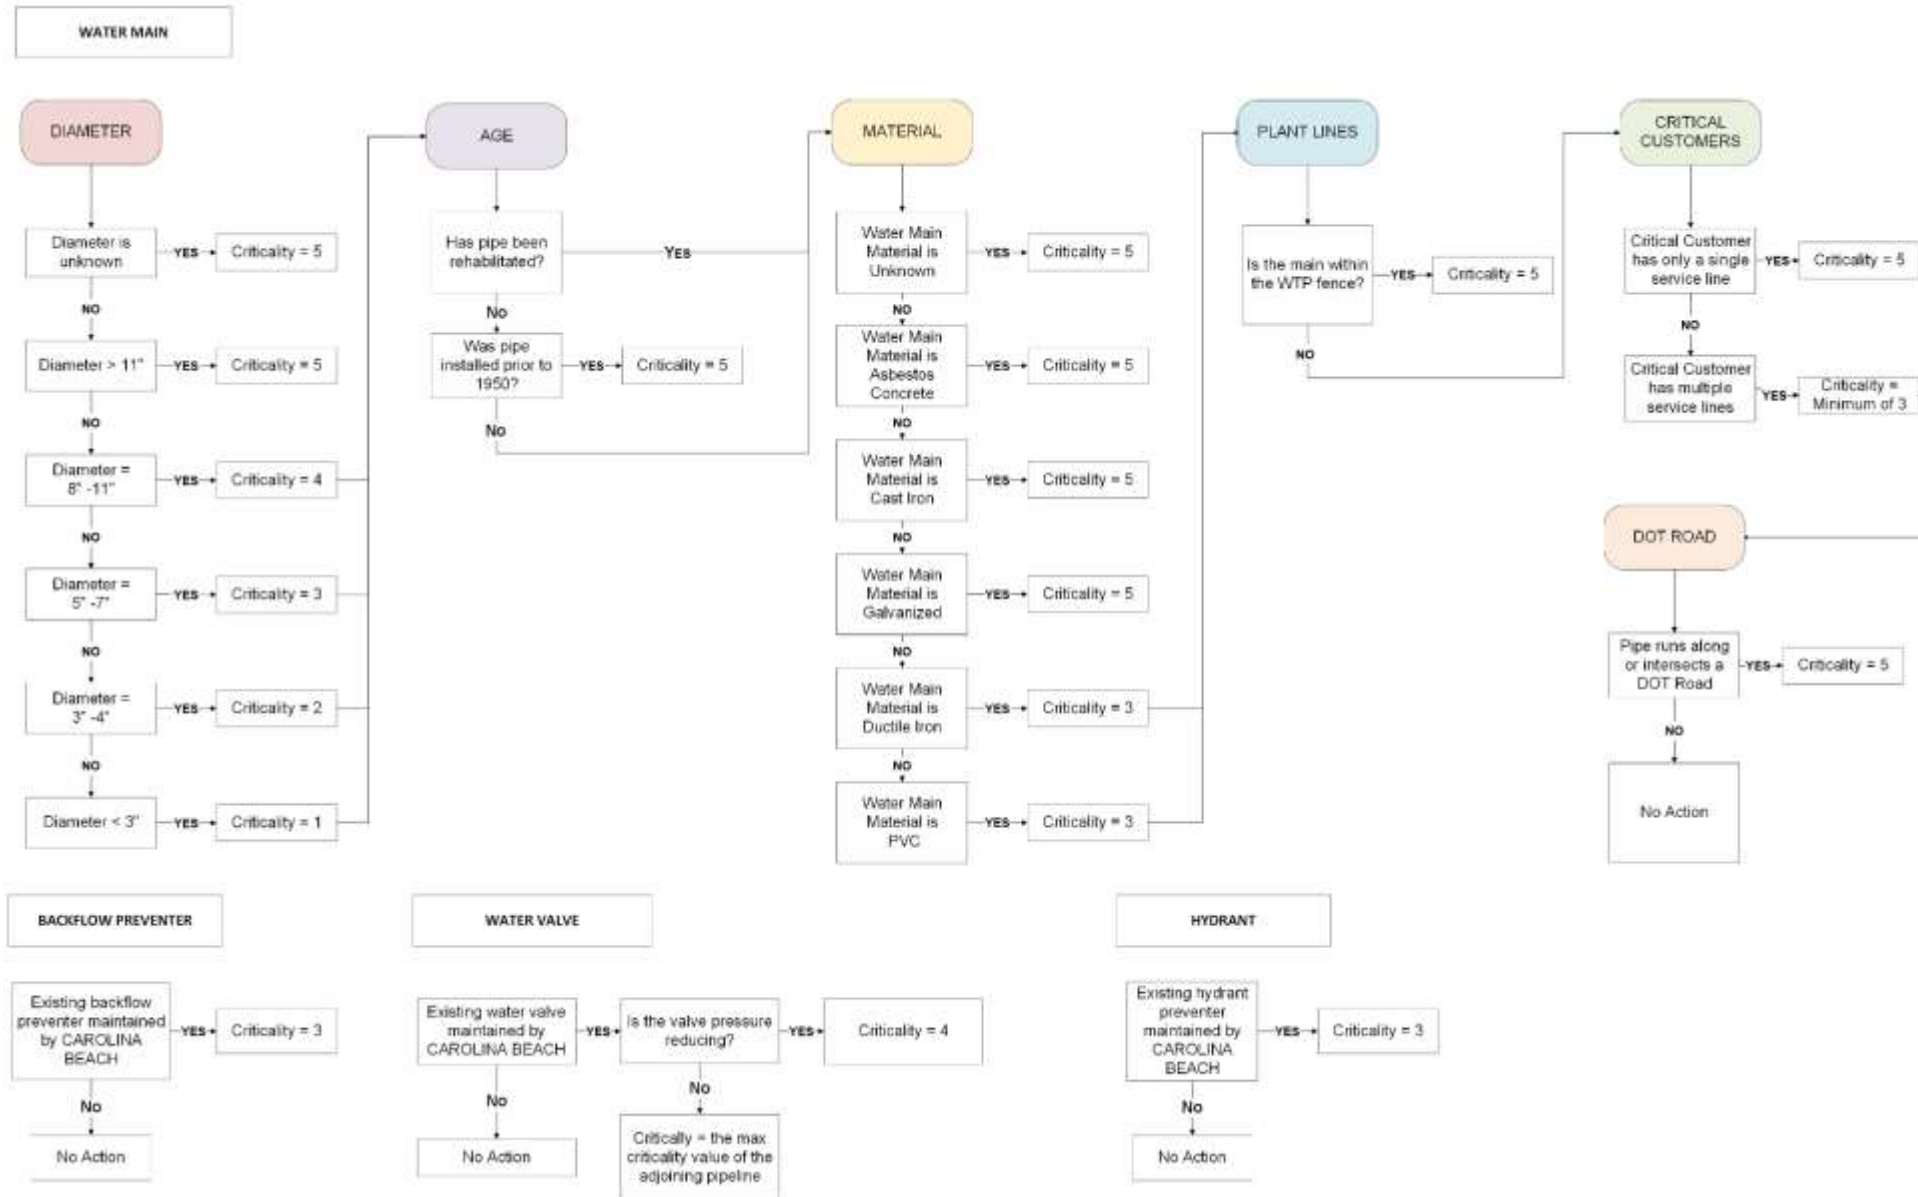 WATER MAIN
DIAMETER
Diameter is
unknown
YES
Criticality = 5
NO
Diameter > 11"
YES
Criticality = 5
NO
Diameter =
8" -11"
YES
Criticality = 4
NO
Diameter =
5" -7"
YES
Criticality = 3
NO
Diameter =
3" -4"
YES
Criticality = 2
NO
Diameter < 3"
YES
Criticality = 1
AGE
Has pipe been
rehabilitated?
YES
No
Was pipe
installed prior to
1950?
YES
Criticality = 5
No
MATERIAL
Water Main
Material is
Unknown
YES
Criticality = 5
NO
Water Main
Material is
Asbestos
Concrete
YES
Criticality = 5
NO
Water Main
Material is
Cast Iron
YES
Criticality = 5
NO
Water Main
Material is
Galvanized
YES
Criticality = 5
NO
Water Main
Material is
Ductile Iron
YES
Criticality = 3
NO
Water Main
Material is
PVC
YES
Criticality = 3
PLANT LINES
Is the main within
the WTP fence?
YES
Criticality = 5
NO
CRITICAL
CUSTOMERS
Critical Customer
has only a single
service line
YES
Criticality = 5
NO
Critical Customer
has multiple
service lines
YES
Criticality =
Minimum of 3
DOT ROAD
Pipe runs along
or intersects a
DOT Road
YES
Criticality = 5
NO
No Action
BACKFLOW PREVENTER
Existing backflow
preventer maintained
by CAROLINA
BEACH
YES
Criticality = 3
No
No Action
WATER VALVE
Existing water valve
maintained by
CAROLINA BEACH
YES
Is the valve pressure
reducing?
YES
Criticality = 4
No
No Action
No
Critically = the max
criticality value of the
adjoining pipeline
HYDRANT
Existing hydrant
preventer
maintained by
CAROLINA
BEACH
YES
Criticality = 3
No
No Action